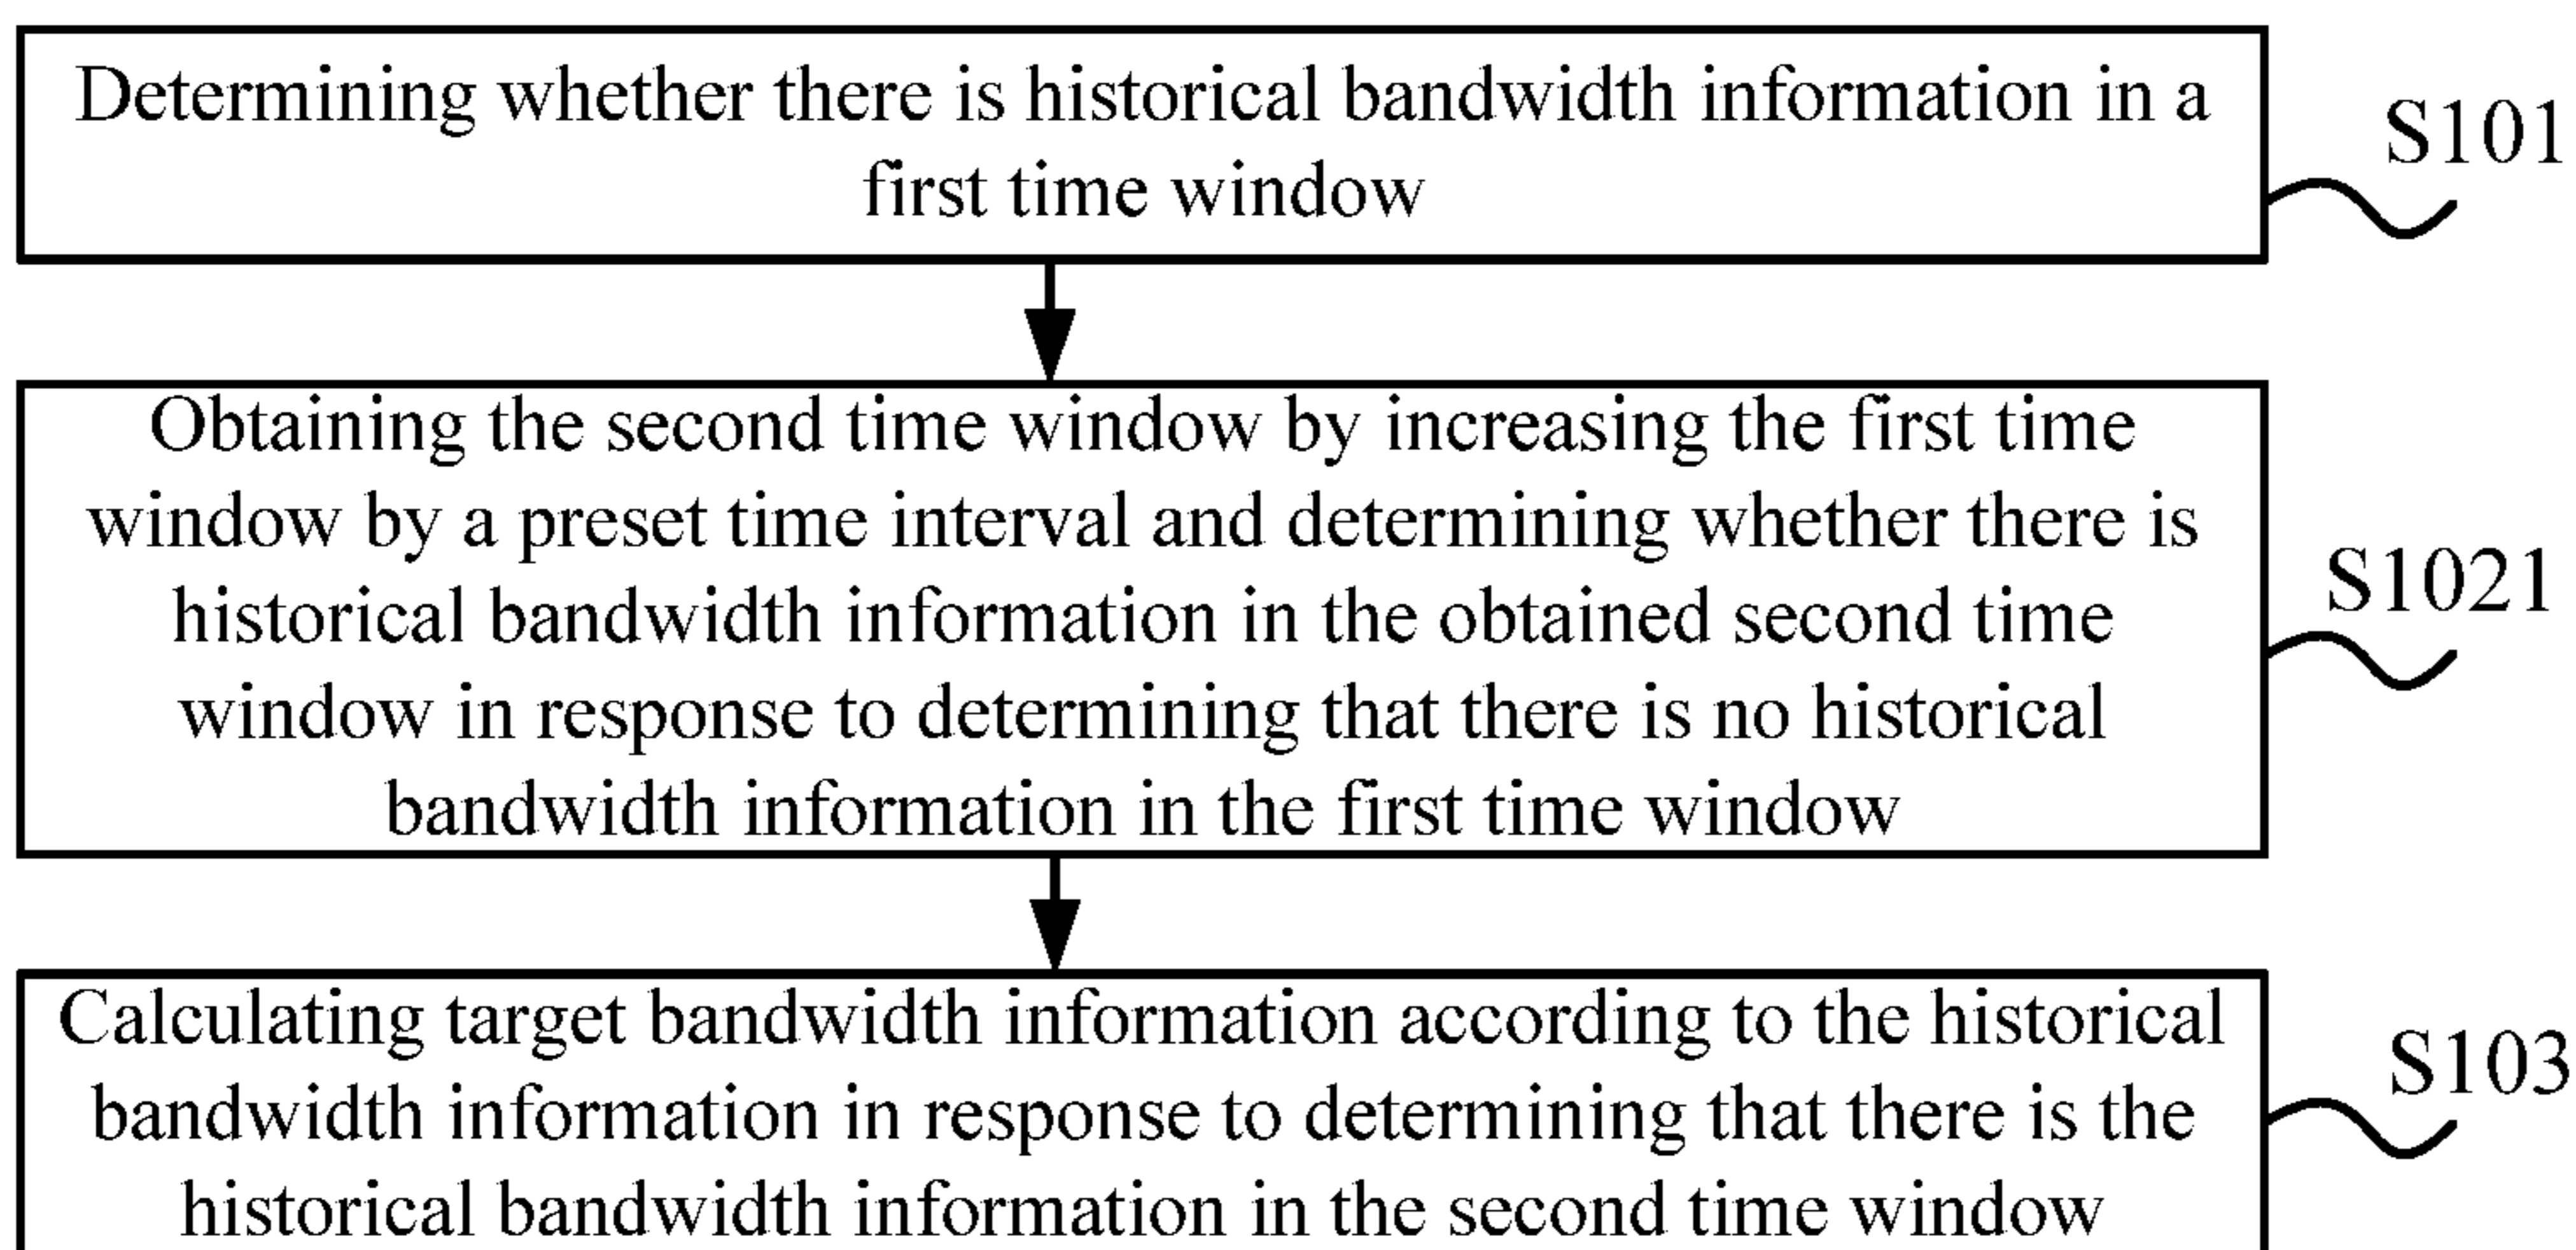 Determining whether there is historical bandwidth information in a
first time window
S101
Obtaining the second time window by increasing the first time
window by a preset time interval and determining whether there is
historical bandwidth information in the obtained second time
window in response to determining that there is no historical
bandwidth information in the first time window
S1021
Calculating target bandwidth information according to the historical
bandwidth information in response to determining that there is the
historical bandwidth information in the second time window
S103